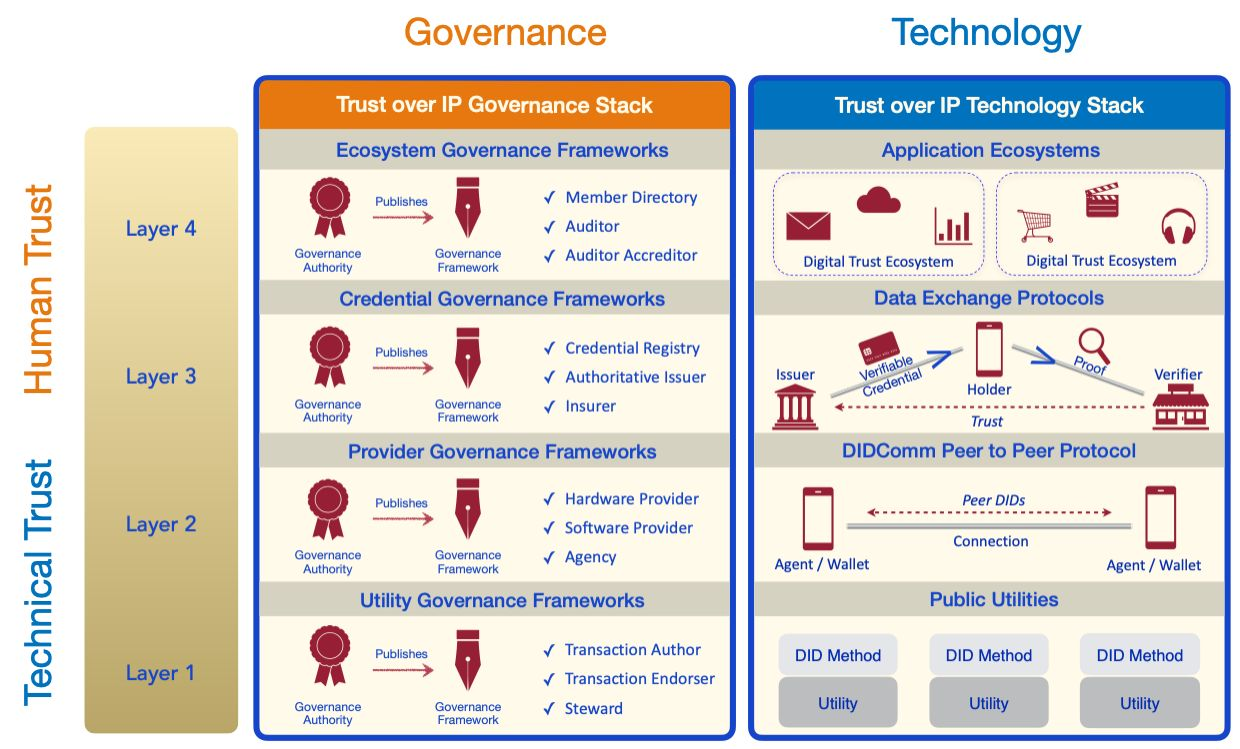 Governance
Technology
Trust over IP Governance Stack
Trust over IP Technology Stack
Human Trust
Technical Trust
Layer 4
Ecosystem Governance Frameworks
Governance
Authority
Publishes
Governance
Framework
✓ Member Directory
✓ Auditor
✓ Auditor Accreditor
Application Ecosystems
Digital Trust Ecosystem
Digital Trust Ecosystem
Layer 3
Credential Governance Frameworks
Governance
Authority
Publishes
Governance
Framework
✓ Credential Registry
✓ Authoritative Issuer
✓ Insurer
Data Exchange Protocols
Issuer
Verifiable
Credential
Holder
Proof
Verifier
Trust
Layer 2
Provider Governance Frameworks
Governance
Authority
Publishes
Governance
Framework
✓ Hardware Provider
✓ Software Provider
✓ Agency
DIDComm Peer to Peer Protocol
Peer DIDs
Connection
Agent / Wallet
Agent / Wallet
Layer 1
Utility Governance Frameworks
Governance
Authority
Publishes
Governance
Framework
✓ Transaction Author
✓ Transaction Endorser
✓ Steward
Public Utilities
DID Method
DID Method
DID Method
Utility
Utility
Utility